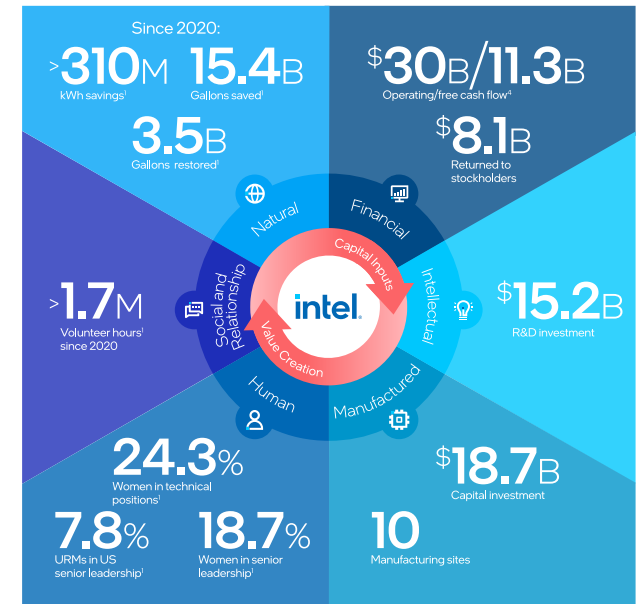 Since 2020:
>310M 15.4B
kWh savings¹ Gallons saved¹
3.5B
Gallons restored¹
$30B/11.3B
Operating/free cash flow⁴
$8.1B
Returned to
stockholders
Natural
Financial
Capital Inputs
>1.7M
Volunteer hours¹
since 2020
Social and
Relationship
intel.
Intellectual
$15.2B
R&D investment
Value Creation
Human
Manufactured
24.3%
Women in technical
positions¹
7.8% 18.7%
URMs in US Women in senior
senior leadership¹ leadership¹
$18.7B
Capital investment
10
Manufacturing sites